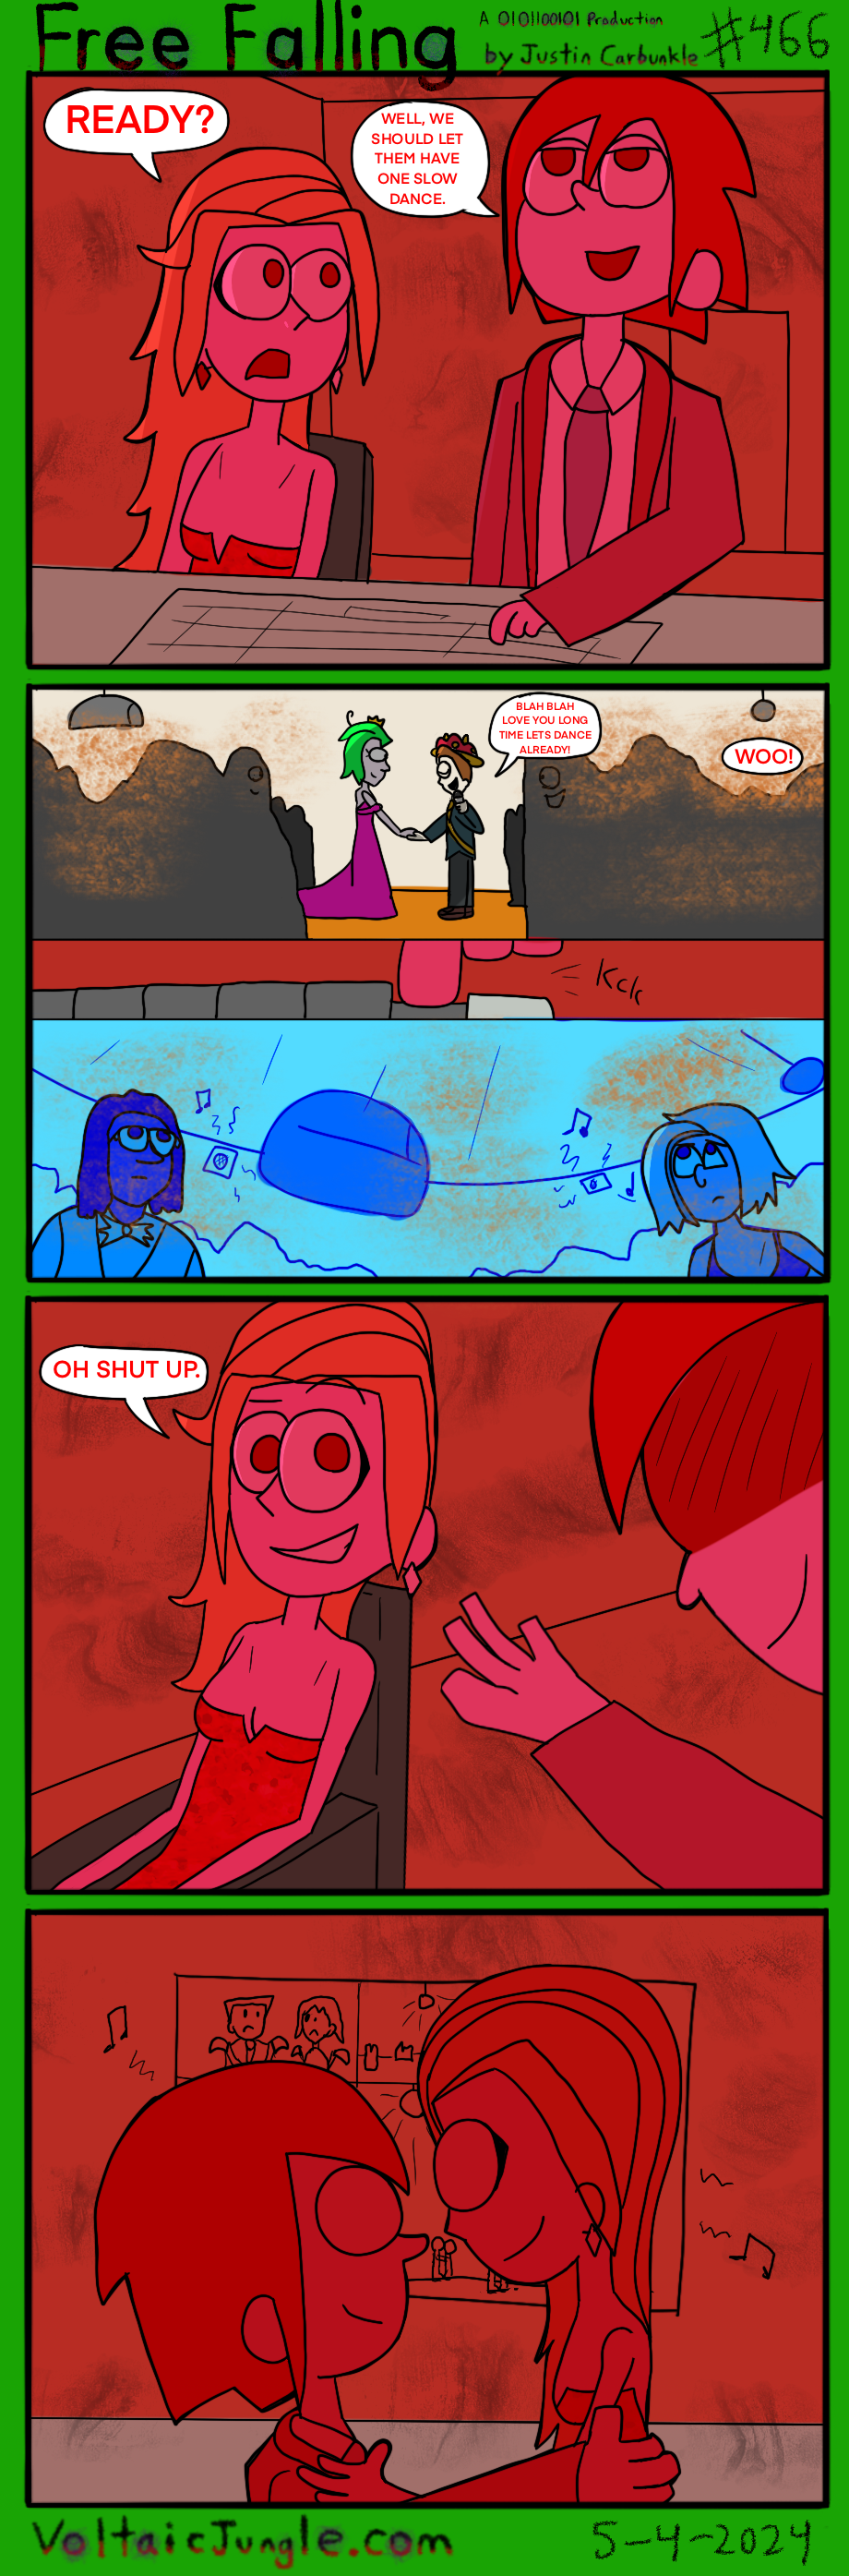 Free Falling
A 0101100101 Production
by Justin Carbunkle
#466
READY?
WELL, WE
SHOULD LET
THEM HAVE
ONE SLOW
DANCE.
BLAH BLAH
LOVE YOU LONG
TIME LETS DANCE
ALREADY!
WOO!
Kck
OH SHUT UP.
VoltaicJungle.com
5-4-2024